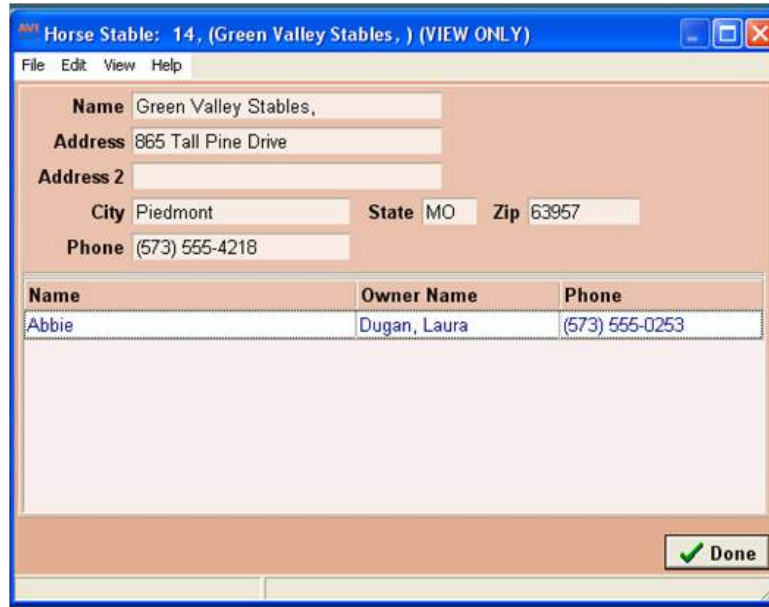 AVI Horse Stable: 14, (Green Valley Stables, ) (VIEW ONLY)
File Edit View Help
Name Green Valley Stables,
Address 865 Tall Pine Drive
Address 2
City Piedmont State MO Zip 63957
Phone (573) 555-4218
Name Owner Name Phone
Abbie Dugan, Laura (573) 555-0253
Done